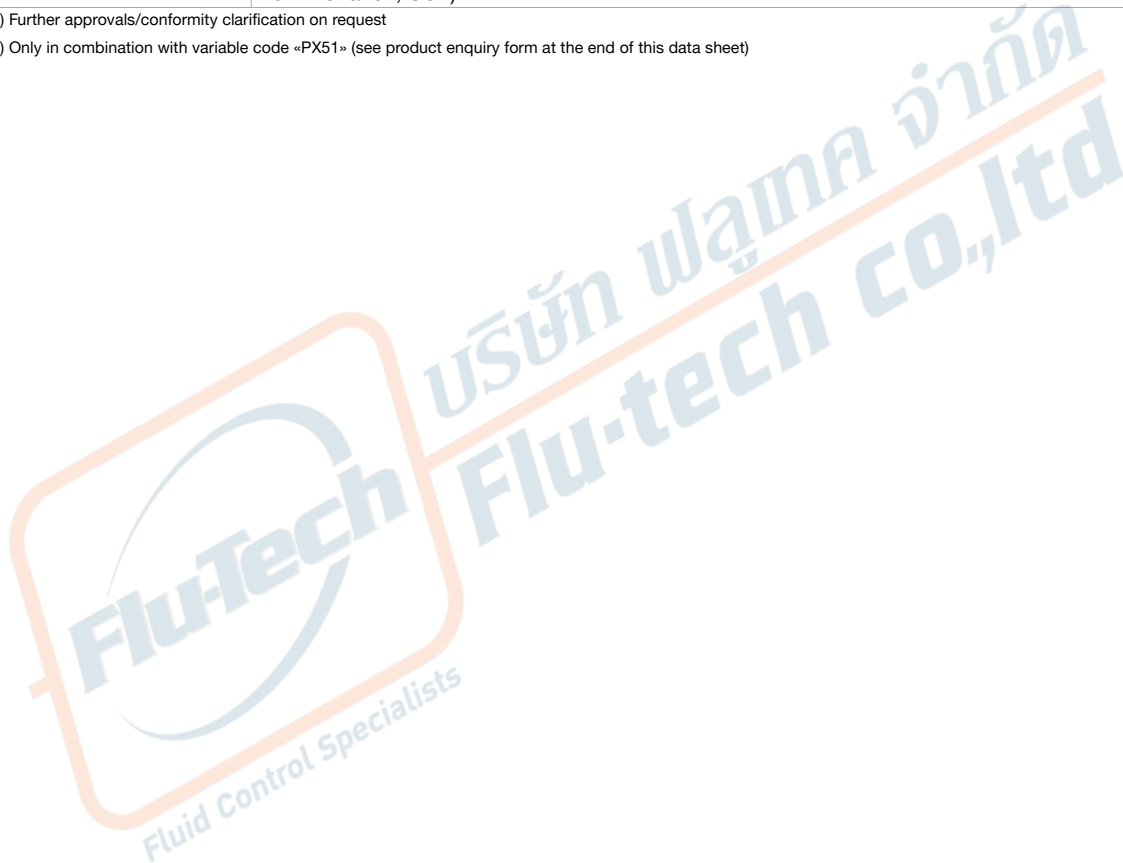 ) Further approvals/conformity clarification on request
) Only in combination with variable code «PX51» (see product enquiry form at the end of this data sheet)
บริษัท ฟลูเทค จำกัด
Flu-tech co.,ltd
Flu-Tech
Fluid Control Specialists